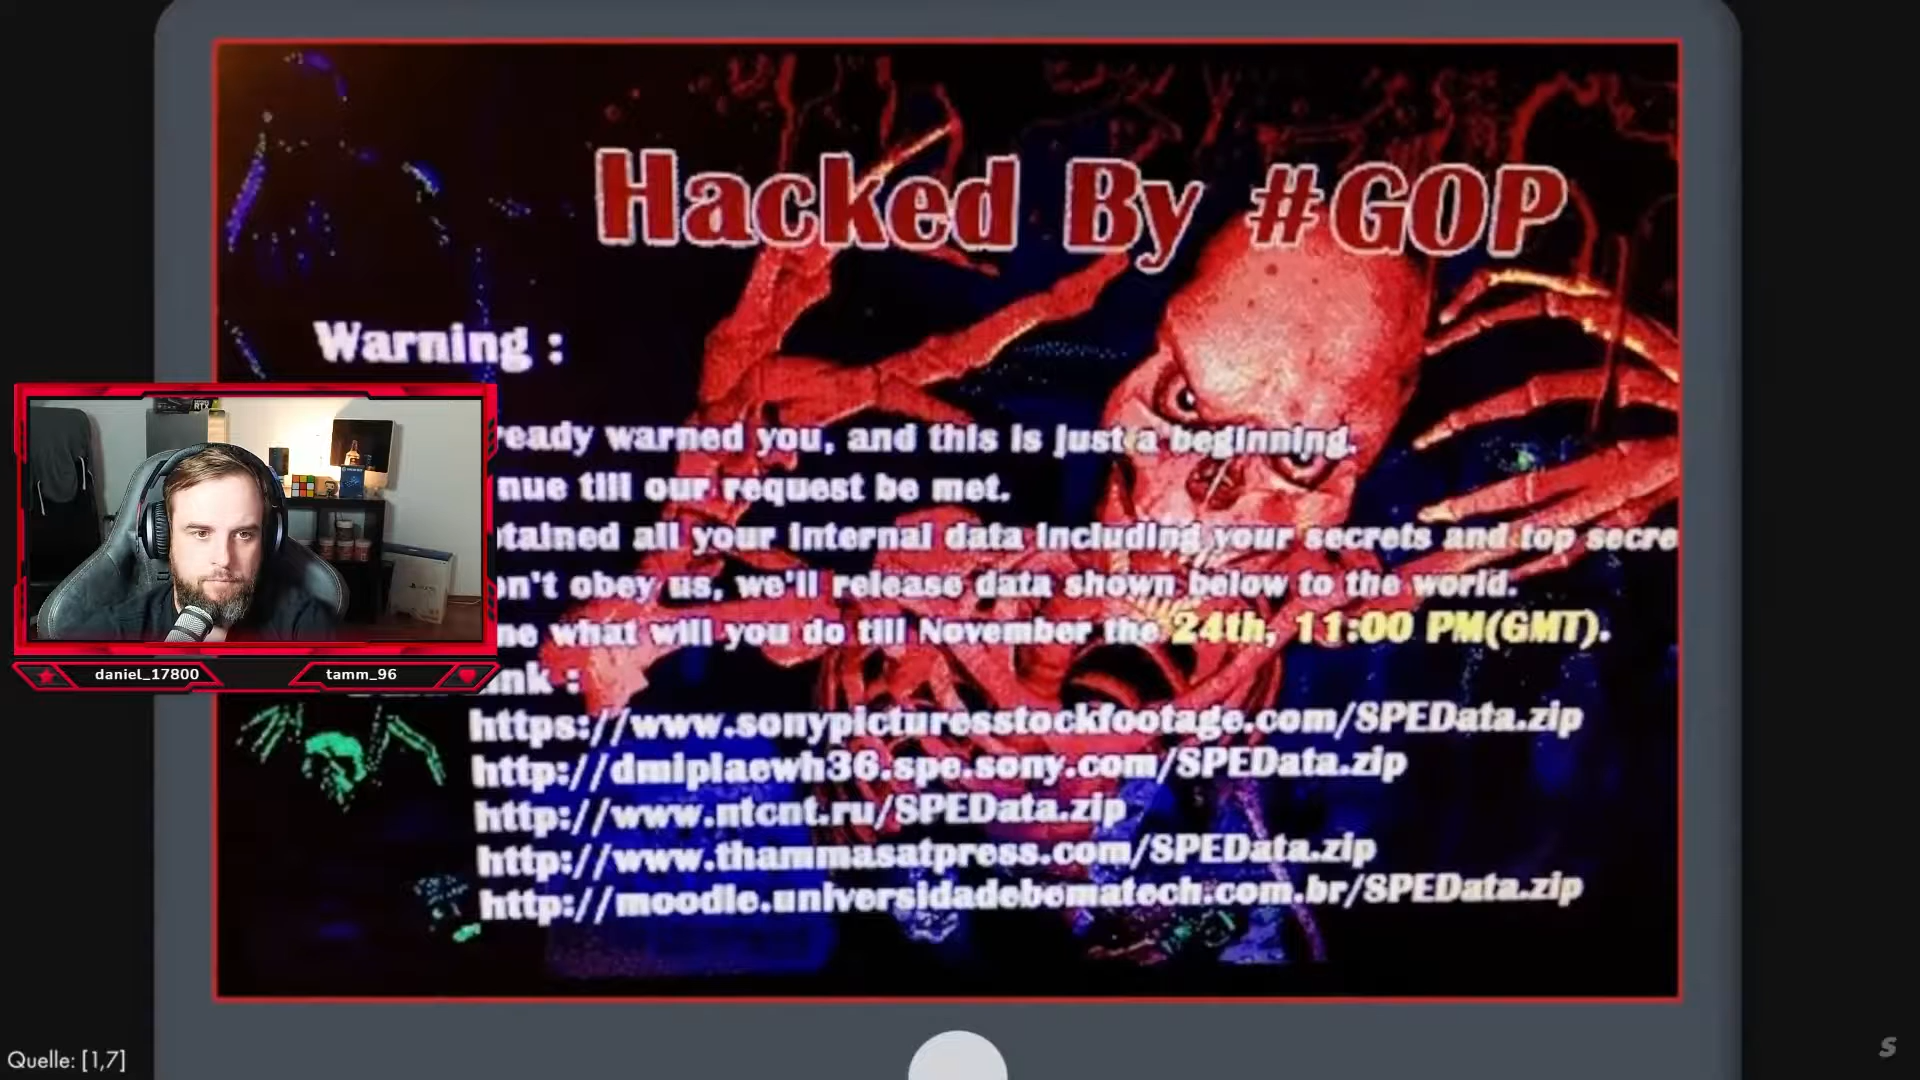 Hacked By #GOP
Warning :
ready warned you, and this is just a beginning.
nue till our request be met.
tained all your internal data including your secrets and top secre
on't obey us, we'll release data shown below to the world.
ne what will you do till November the 24th, 11:00 PM(GMT).
nk :
https://www.sonypicturesstockfootage.com/SPEData.zip
http://dmiplaewh36.spe.sony.com/SPEData.zip
http://www.ntcnt.ru/SPEData.zip
http://www.thammasatpress.com/SPEData.zip
http://moodle.universidadebematech.com.br/SPEData.zip
RTX
daniel_17800
tamm_96
Quelle: [1,7]
S